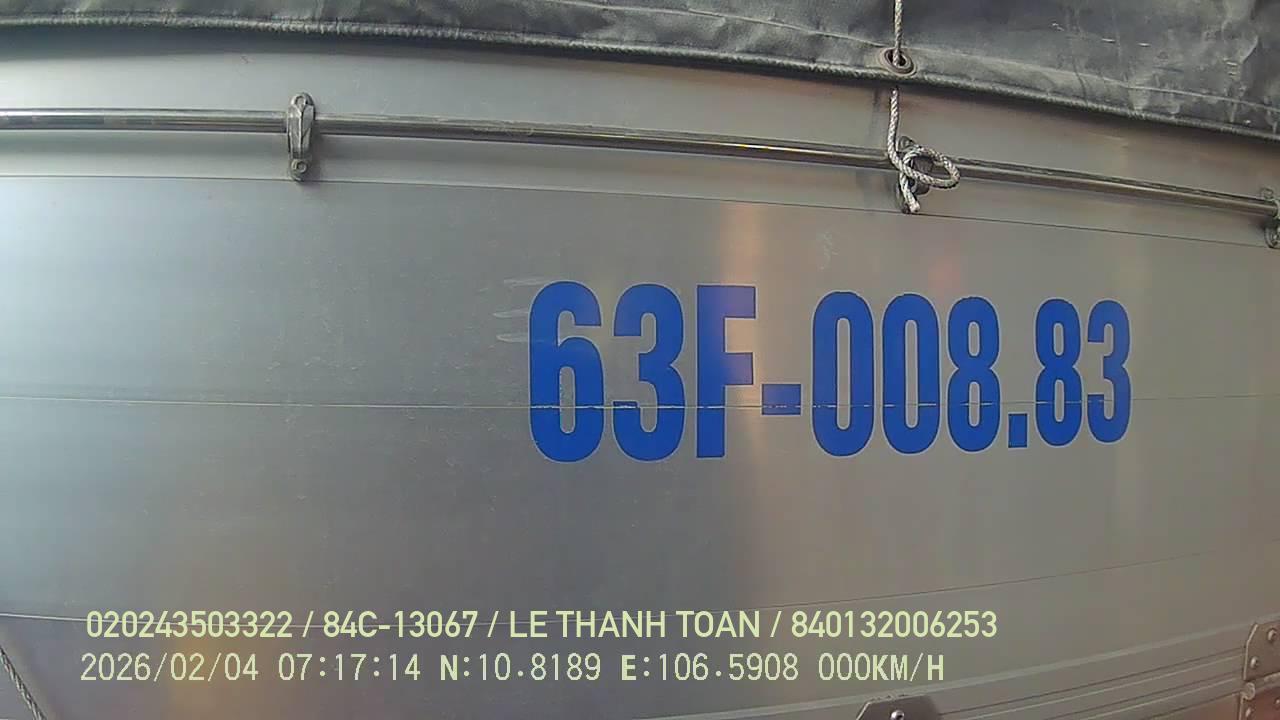 63F-008.83
020243503322 / 84C-13067 / LE THANH TOAN / 840132006253
2026/02/04 07:17:14 N:10.8189 E:106.5908 000KM/H